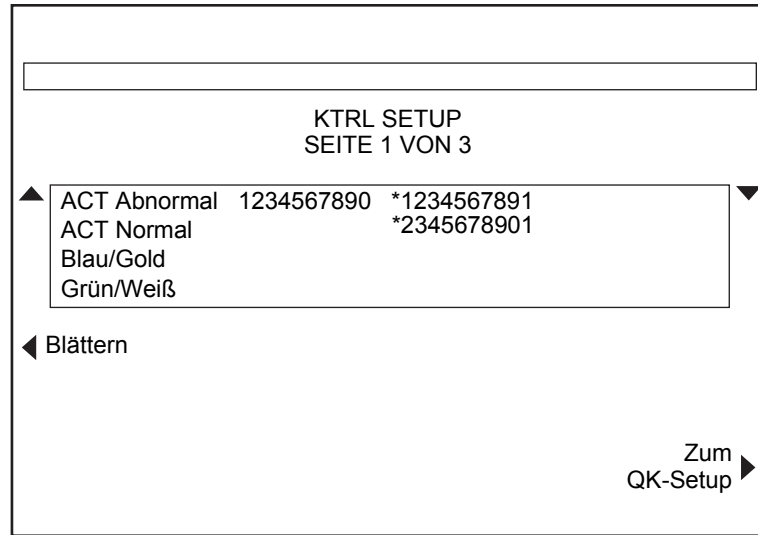 KTRL SETUP
SEITE 1 VON 3
ACT Abnormal 1234567890 *1234567891
ACT Normal *2345678901
Blau/Gold
Grün/Weiß
Blättern
Zum
QK-Setup